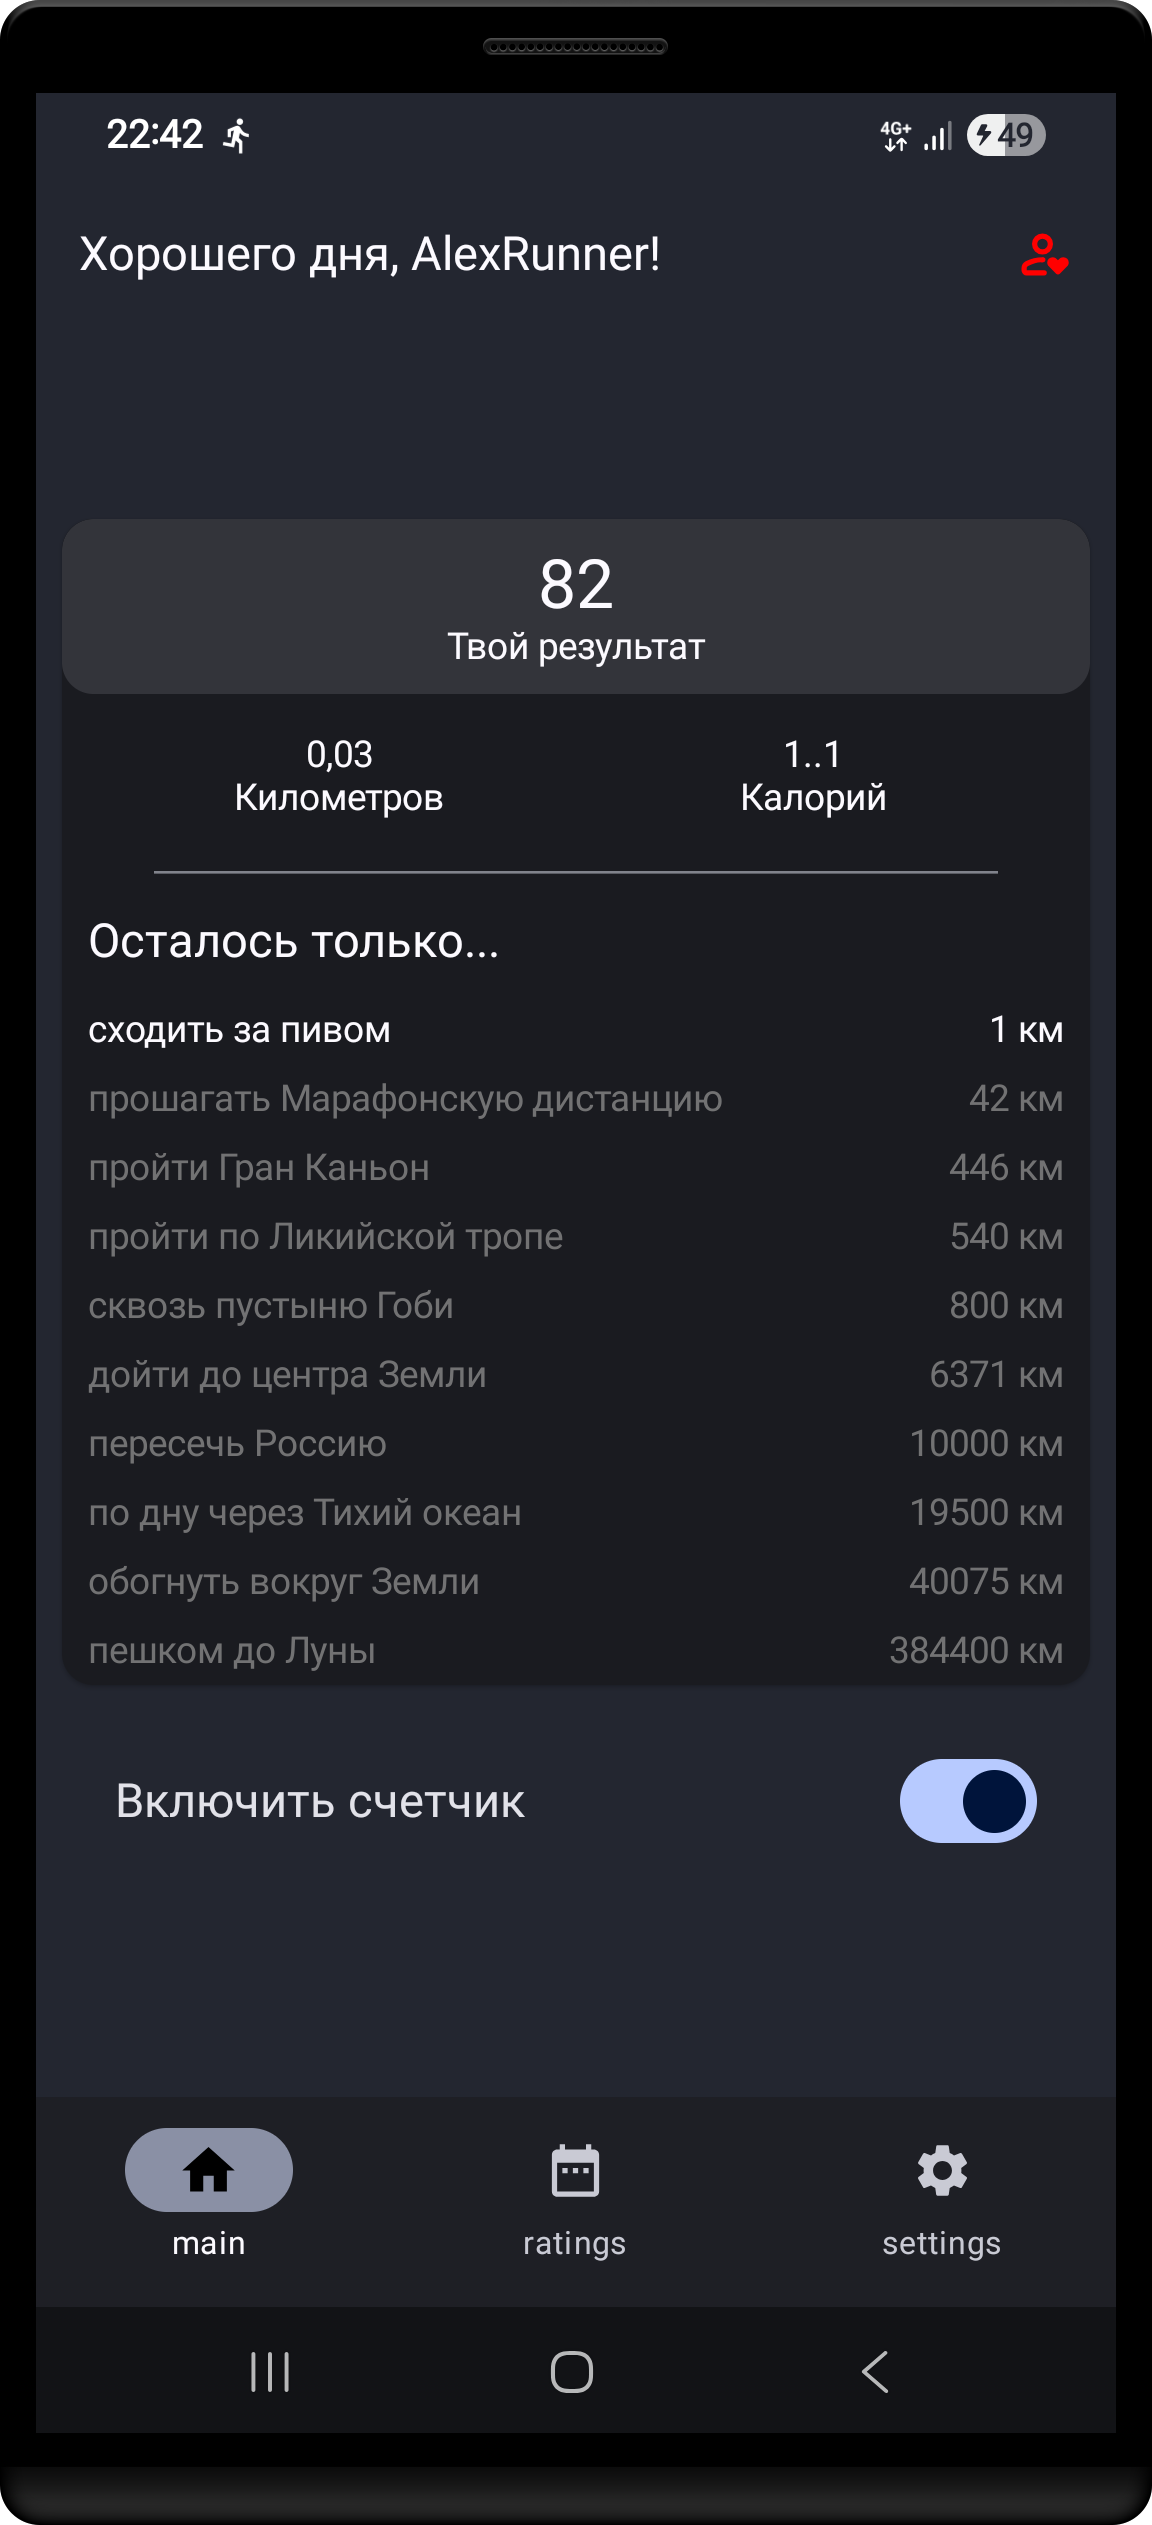 22:42
4G+
49
Хорошего дня, AlexRunner!
82
Твой результат
0,03
Километров
1..1
Калорий
Осталось только...
сходить за пивом 1 км
прошагать Марафонскую дистанцию 42 км
пройти Гран Каньон 446 км
пройти по Ликийской тропе 540 км
сквозь пустыню Гоби 800 км
дойти до центра Земли 6371 км
пересечь Россию 10000 км
по дну через Тихий океан 19500 км
обогнуть вокруг Земли 40075 км
пешком до Луны 384400 км
Включить счетчик
main
ratings
settings